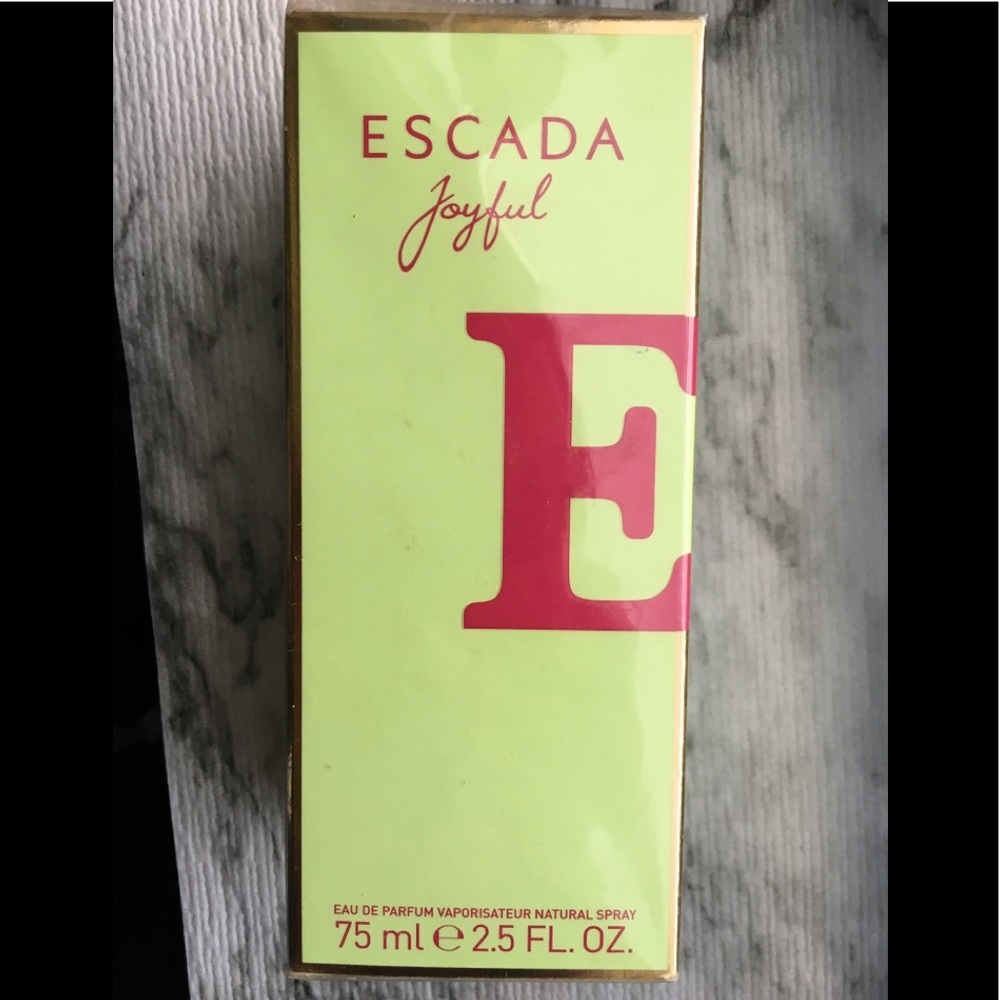 ESCADA
Joyful
E
EAU DE PARFUM VAPORISATEUR NATURAL SPRAY
75 ml ℮ 2.5 FL. OZ.